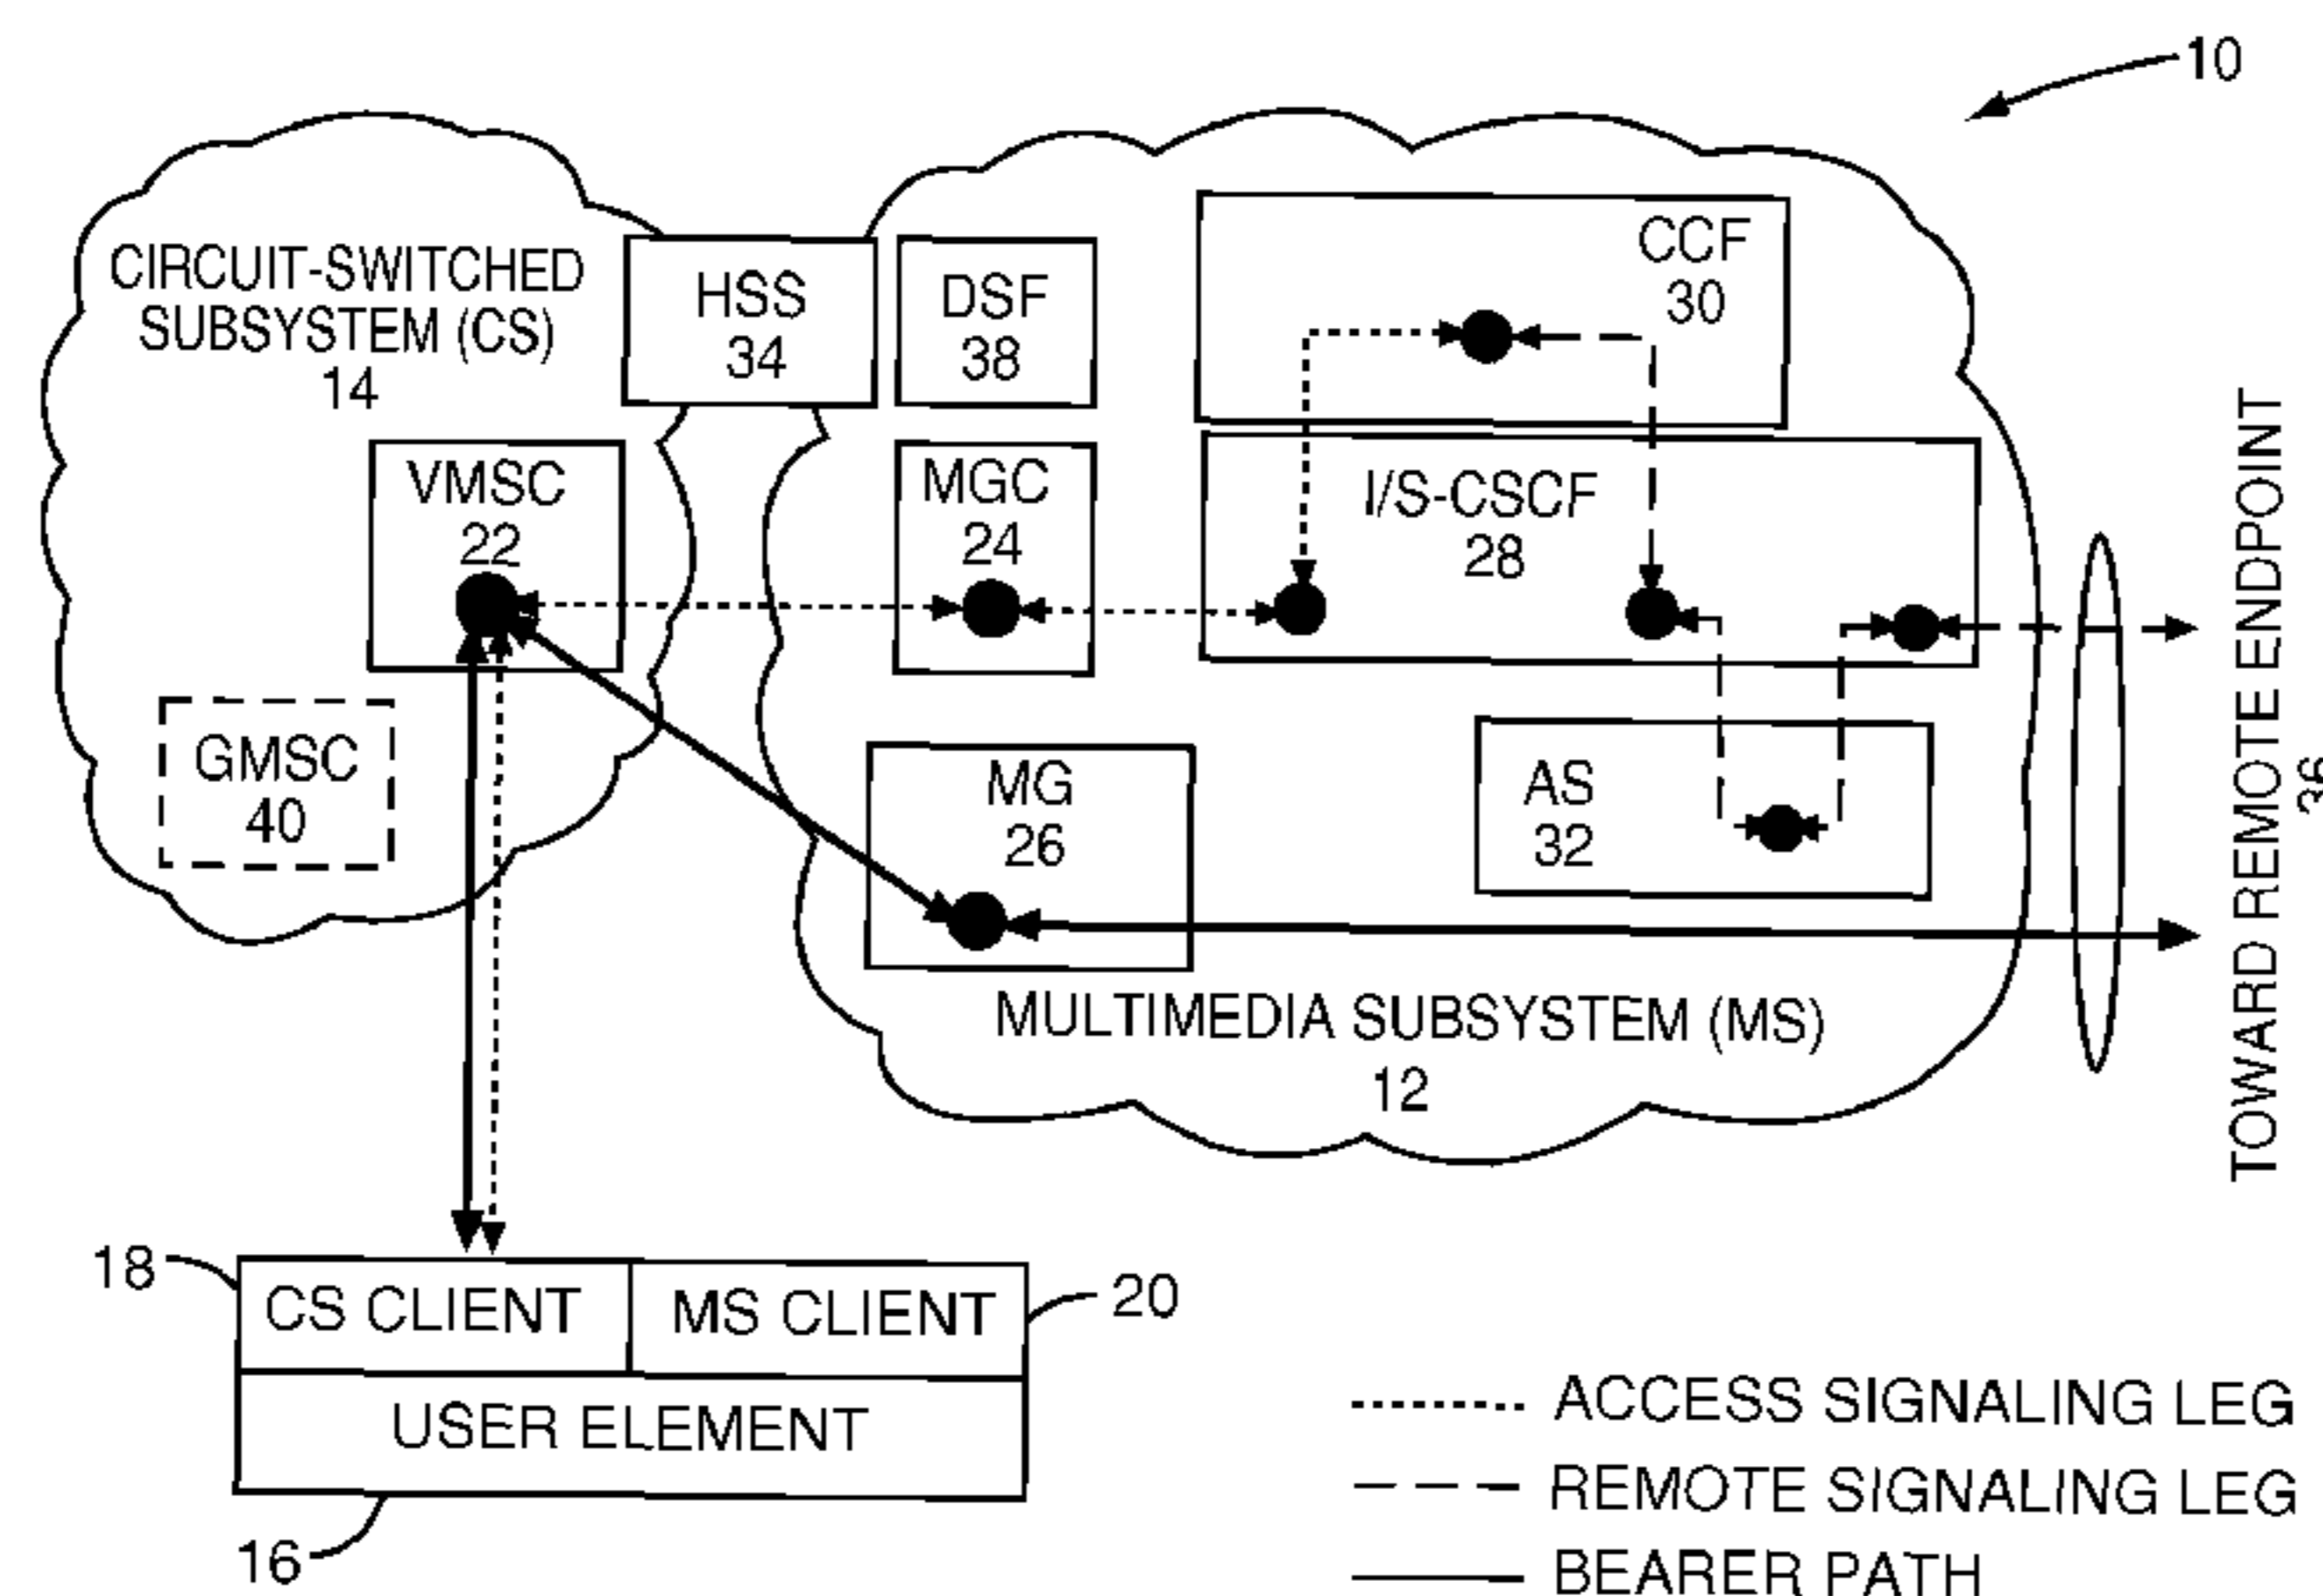 10
CIRCUIT-SWITCHED
SUBSYSTEM (CS)
14
HSS
34
DSF
38
CCF
30
VMSC
22
MGC
24
I/S-CSCF
28
GMSC
40
MG
26
AS
32
MULTIMEDIA SUBSYSTEM (MS)
12
TOWARD REMOTE ENDPOINT
36
18
CS CLIENT
MS CLIENT
20
USER ELEMENT
16
ACCESS SIGNALING LEG
REMOTE SIGNALING LEG
BEARER PATH